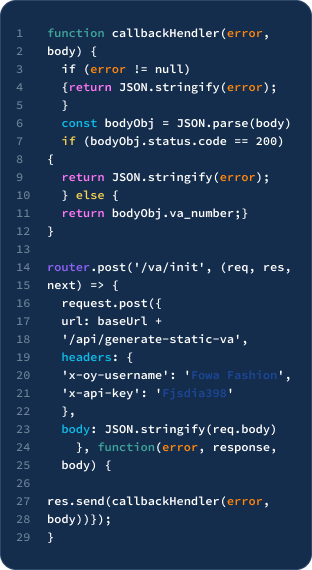 1 function callbackHendler(error,
2 body) {
3 if (error != null)
4 {return JSON.stringify(error);
5 }
6 const bodyObj = JSON.parse(body)
7 if (bodyObj.status.code == 200)
8 {
9 return JSON.stringify(error);
10 } else {
11 return bodyObj.va_number;}
12 }
13
14 router.post('/va/init', (req, res,
15 next) => {
16 request.post({
17 url: baseUrl +
18 '/api/generate-static-va',
19 headers: {
20 'x-oy-username': 'Fowa Fashion',
21 'x-api-key': 'Fjsdia398'
22 },
23 body: JSON.stringify(req.body)
24 }, function(error, response,
25 body) {
26
27 res.send(callbackHendler(error,
28 body))});
29 }